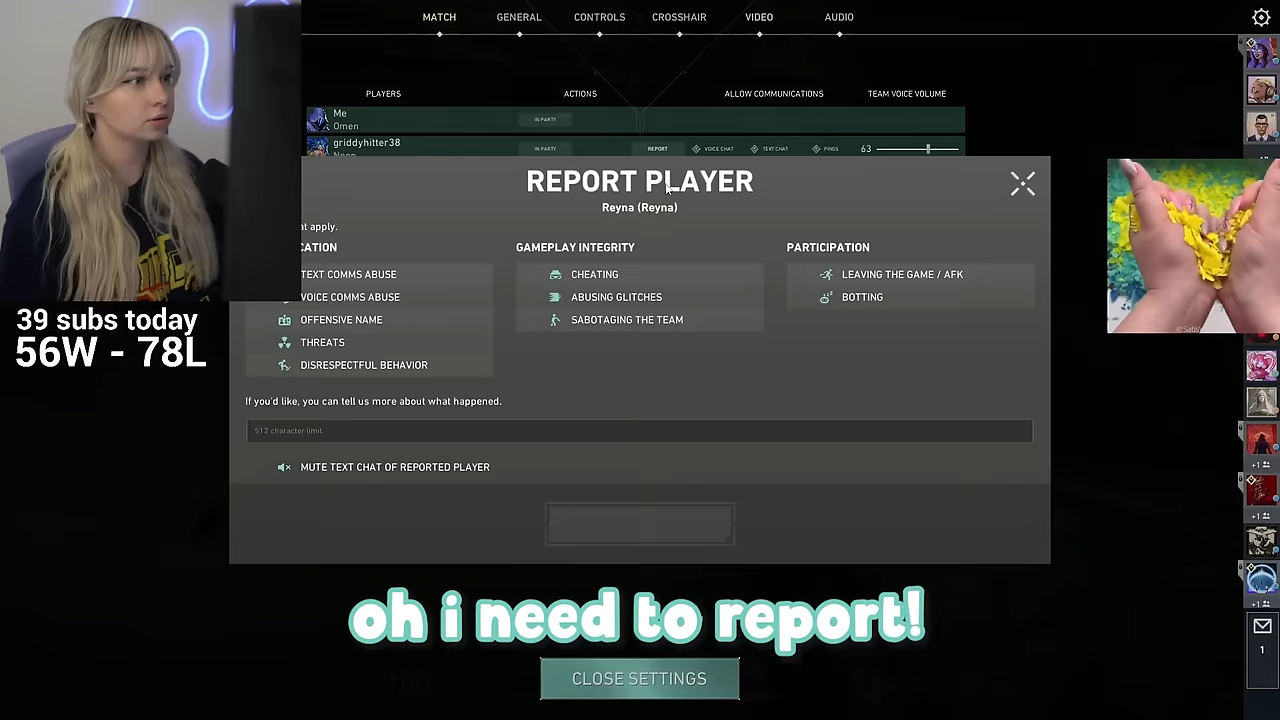 MATCH
GENERAL
CONTROLS
CROSSHAIR
VIDEO
AUDIO
PLAYERS
ACTIONS
ALLOW COMMUNICATIONS
TEAM VOICE VOLUME
Me
Omen
IN PARTY
griddyhitter38
Neon
IN PARTY
REPORT
VOICE CHAT
TEXT CHAT
PINGS
63
REPORT PLAYER
Reyna (Reyna)
at apply.
CATION
TEXT COMMS ABUSE
VOICE COMMS ABUSE
OFFENSIVE NAME
THREATS
DISRESPECTFUL BEHAVIOR
GAMEPLAY INTEGRITY
CHEATING
ABUSING GLITCHES
SABOTAGING THE TEAM
PARTICIPATION
LEAVING THE GAME / AFK
BOTTING
If you'd like, you can tell us more about what happened.
512 character limit.
MUTE TEXT CHAT OF REPORTED PLAYER
39 subs today
56W - 78L
oh i need to report!
CLOSE SETTINGS
+1
+1
+1
1